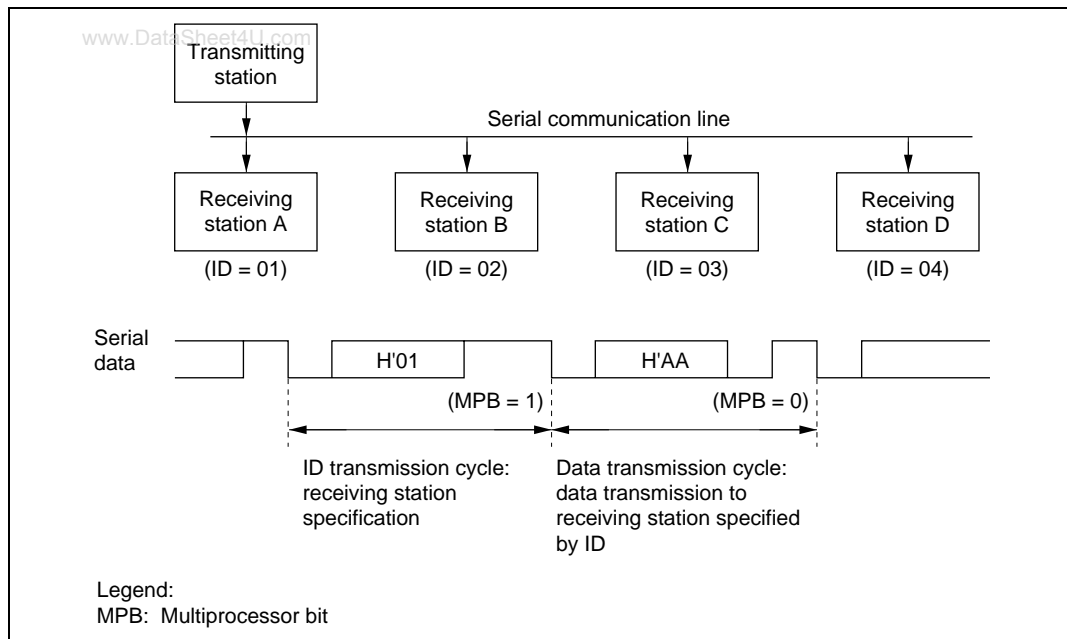 www.DataSheet4U.com
Transmitting
station
Serial communication line
Receiving
station A
Receiving
station B
Receiving
station C
Receiving
station D
(ID = 01)
(ID = 02)
(ID = 03)
(ID = 04)
Serial
data
H'01
H'AA
(MPB = 1)
(MPB = 0)
ID transmission cycle:
receiving station
specification
Data transmission cycle:
data transmission to
receiving station specified
by ID
Legend:
MPB: Multiprocessor bit